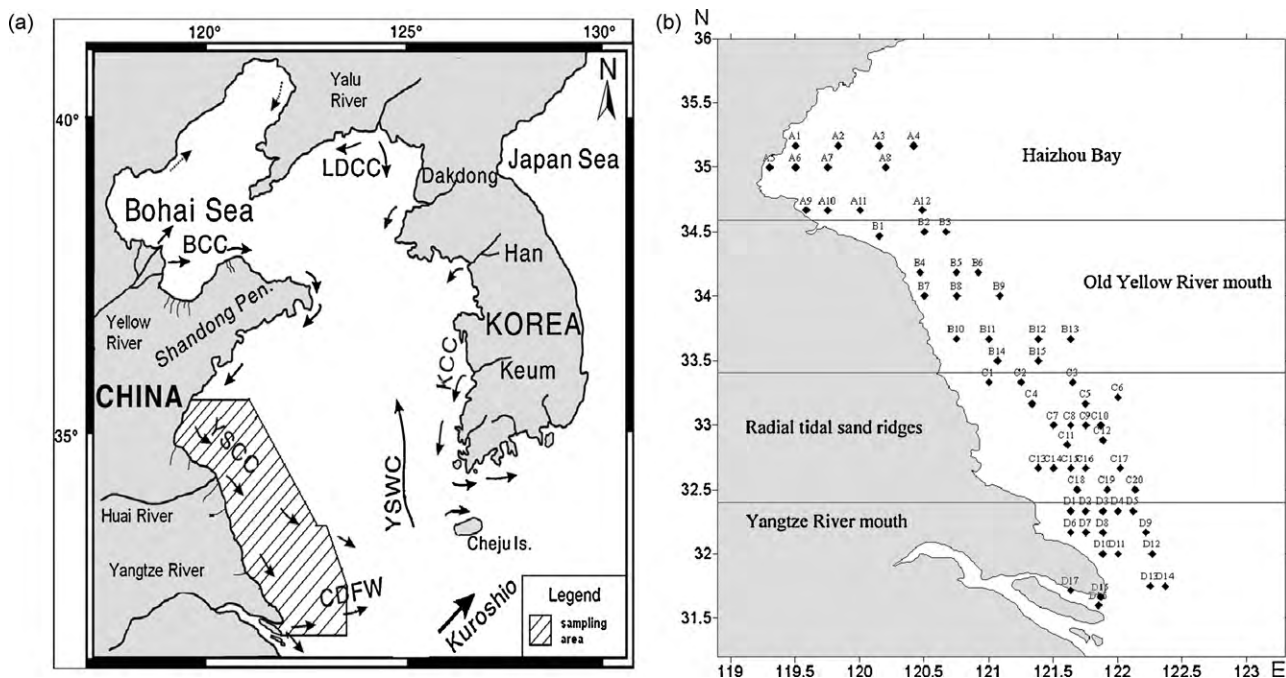 (a)
120°
125°
130°
N
40°
35°
Yalu
River
Japan Sea
LDCC
Dakdong
Bohai Sea
BCC
Han
Yellow
River
Shandong Pen.
KOREA
KCC
Keum
CHINA
YSWC
Huai River
Cheju Is.
Yangtze River
CDFW
Kuroshio
Legend
sampling
area
(b)
N
36
35.5
35
34.5
34
33.5
33
32.5
32
31.5
A1 A2 A3 A4
A5 A6 A7 A8
Haizhou Bay
A9 A10 A11 A12
B1 B2 B3
B4 B5 B6
Old Yellow River mouth
B7 B8 B9
B10 B11 B12 B13
B14 B15
C1 C2 C3
C4 C5 C6
Radial tidal sand ridges
C7 C8 C9 C10
C11 C12
C13 C14 C15 C16 C17
C18 C19 C20
Yangtze River mouth
D1 D2 D3 D4 D5
D6 D7 D8 D9
D10 D11 D12
D13 D14
D17 D15
119 119.5 120 120.5 121 121.5 122 122.5 123 E